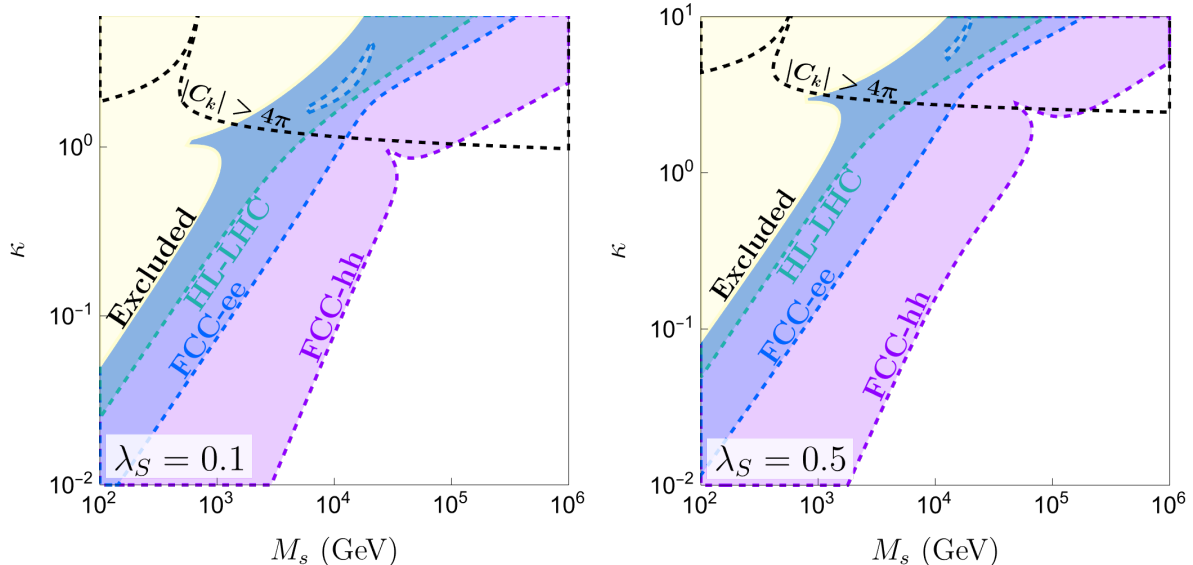 10^0
10^-1
10^-2
κ
|C_k| > 4π
Excluded
HL-LHC
FCC-ee
FCC-hh
λ_S = 0.1
10^2 10^3 10^4 10^5 10^6
M_s (GeV)
10^1
10^0
10^-1
10^-2
κ
|C_k| > 4π
Excluded
HL-LHC
FCC-ee
FCC-hh
λ_S = 0.5
10^2 10^3 10^4 10^5 10^6
M_s (GeV)